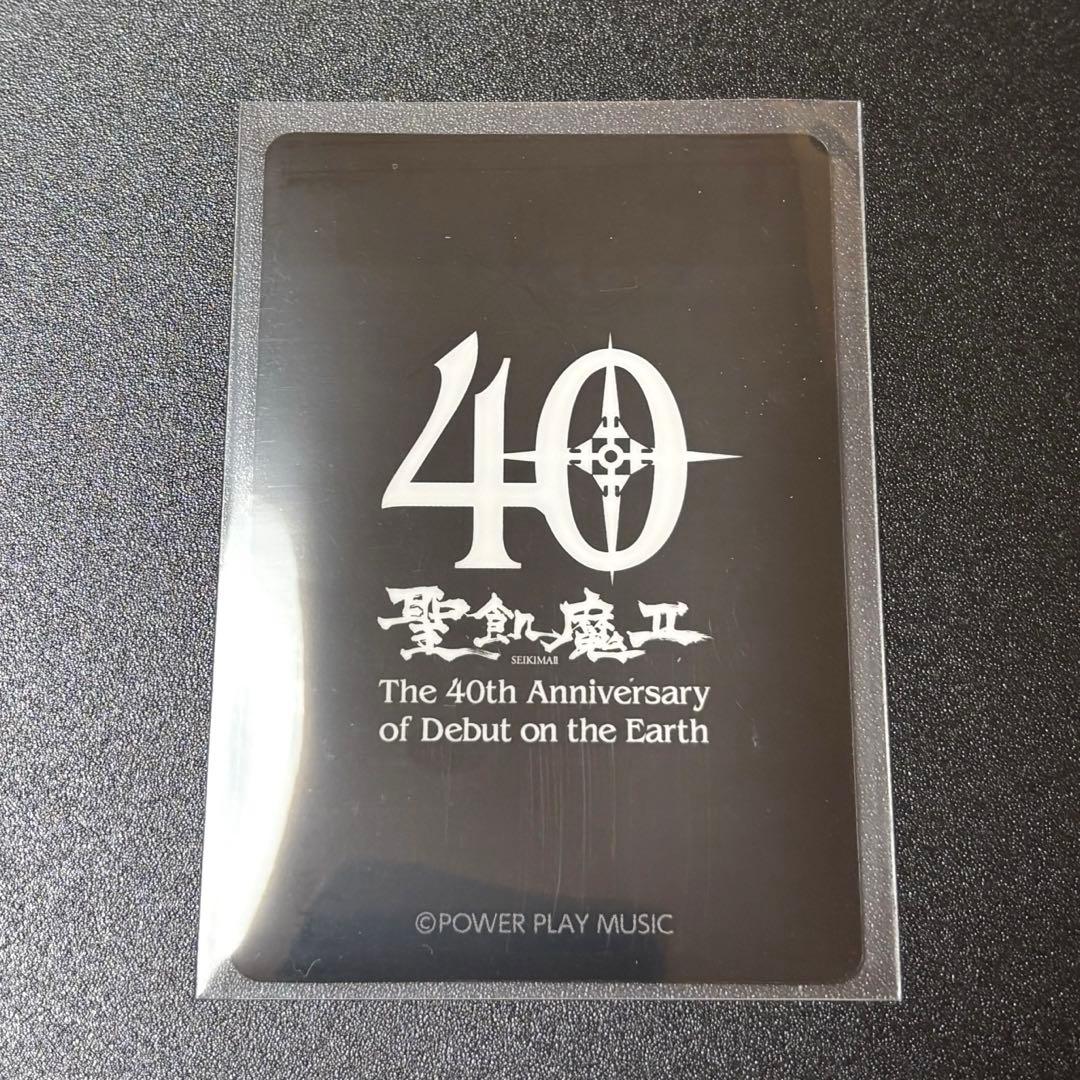 40
聖飢魔Ⅱ
SEIKIMAⅡ
The 40th Anniversary
of Debut on the Earth
©POWER PLAY MUSIC